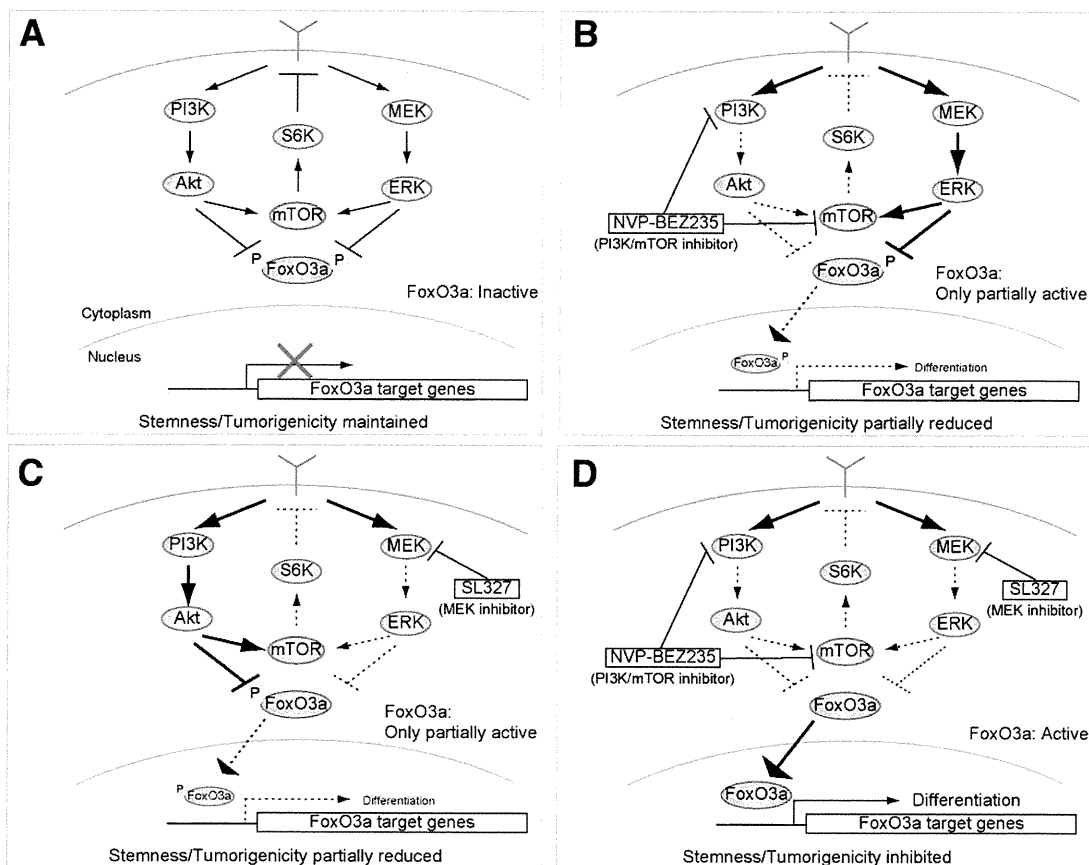 A
PI3K
MEK
S6K
Akt
ERK
mTOR
P
P
FoxO3a
FoxO3a: Inactive
Cytoplasm
Nucleus
FoxO3a target genes
Stemness/Tumorigenicity maintained
B
PI3K
MEK
S6K
Akt
ERK
NVP-BEZ235
mTOR
(PI3K/mTOR inhibitor)
FoxO3a
P
FoxO3a:
Only partially active
FoxO3a
P
Differentiation
FoxO3a target genes
Stemness/Tumorigenicity partially reduced
C
PI3K
MEK
S6K
SL327
(MEK inhibitor)
Akt
ERK
mTOR
P
FoxO3a
FoxO3a:
Only partially active
P
FoxO3a
Differentiation
FoxO3a target genes
Stemness/Tumorigenicity partially reduced
D
PI3K
MEK
S6K
SL327
(MEK inhibitor)
Akt
ERK
NVP-BEZ235
mTOR
(PI3K/mTOR inhibitor)
FoxO3a
FoxO3a: Active
FoxO3a
Differentiation
FoxO3a target genes
Stemness/Tumorigenicity inhibited